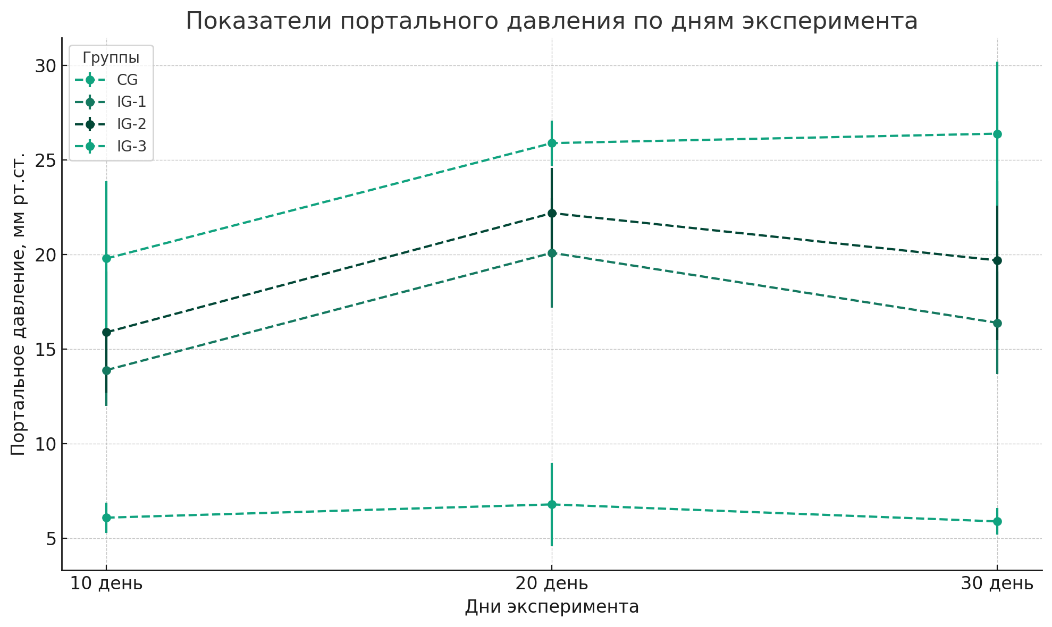 Показатели портального давления по дням эксперимента
Группы
CG
IG-1
IG-2
IG-3
Портальное давление, мм рт.ст.
30
25
20
15
10
5
10 день
20 день
30 день
Дни эксперимента